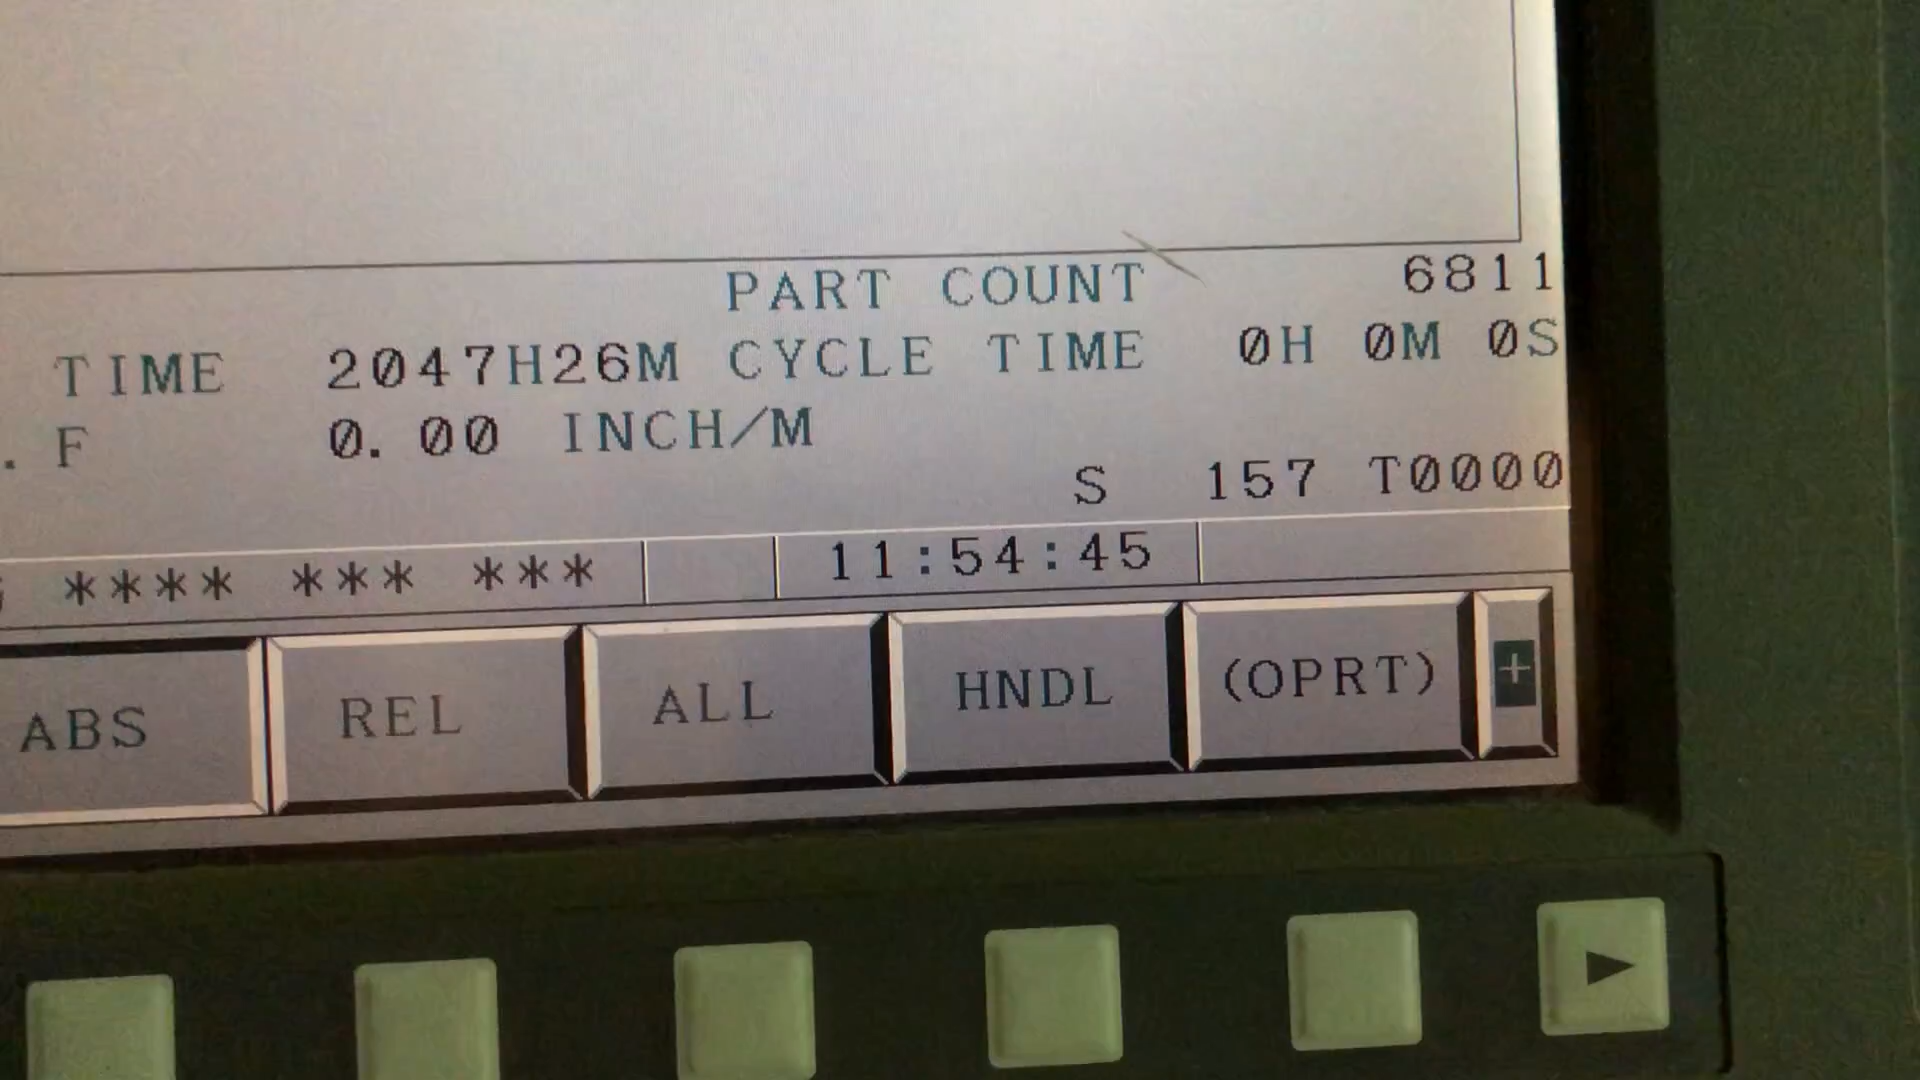 PART COUNT 6811
TIME 2047H26M CYCLE TIME 0H 0M 0S
. F 0.00 INCH/M
S 157 T0000
**** *** *** 11:54:45
ABS REL ALL HNDL (OPRT) +